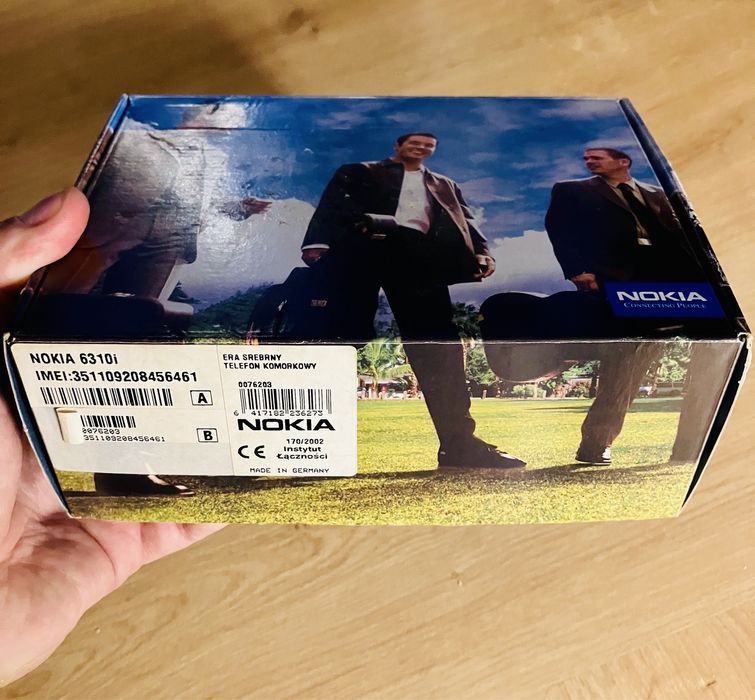 NOKIA
CONNECTING PEOPLE
NOKIA 6310i
IMEI:351109208456461
A
0076203
351109208456461
B
ERA SREBRNY
TELEFON KOMORKOWY
0076203
6 417182 236273
NOKIA
CE
170/2002
Instytut
Łączności
MADE IN GERMANY